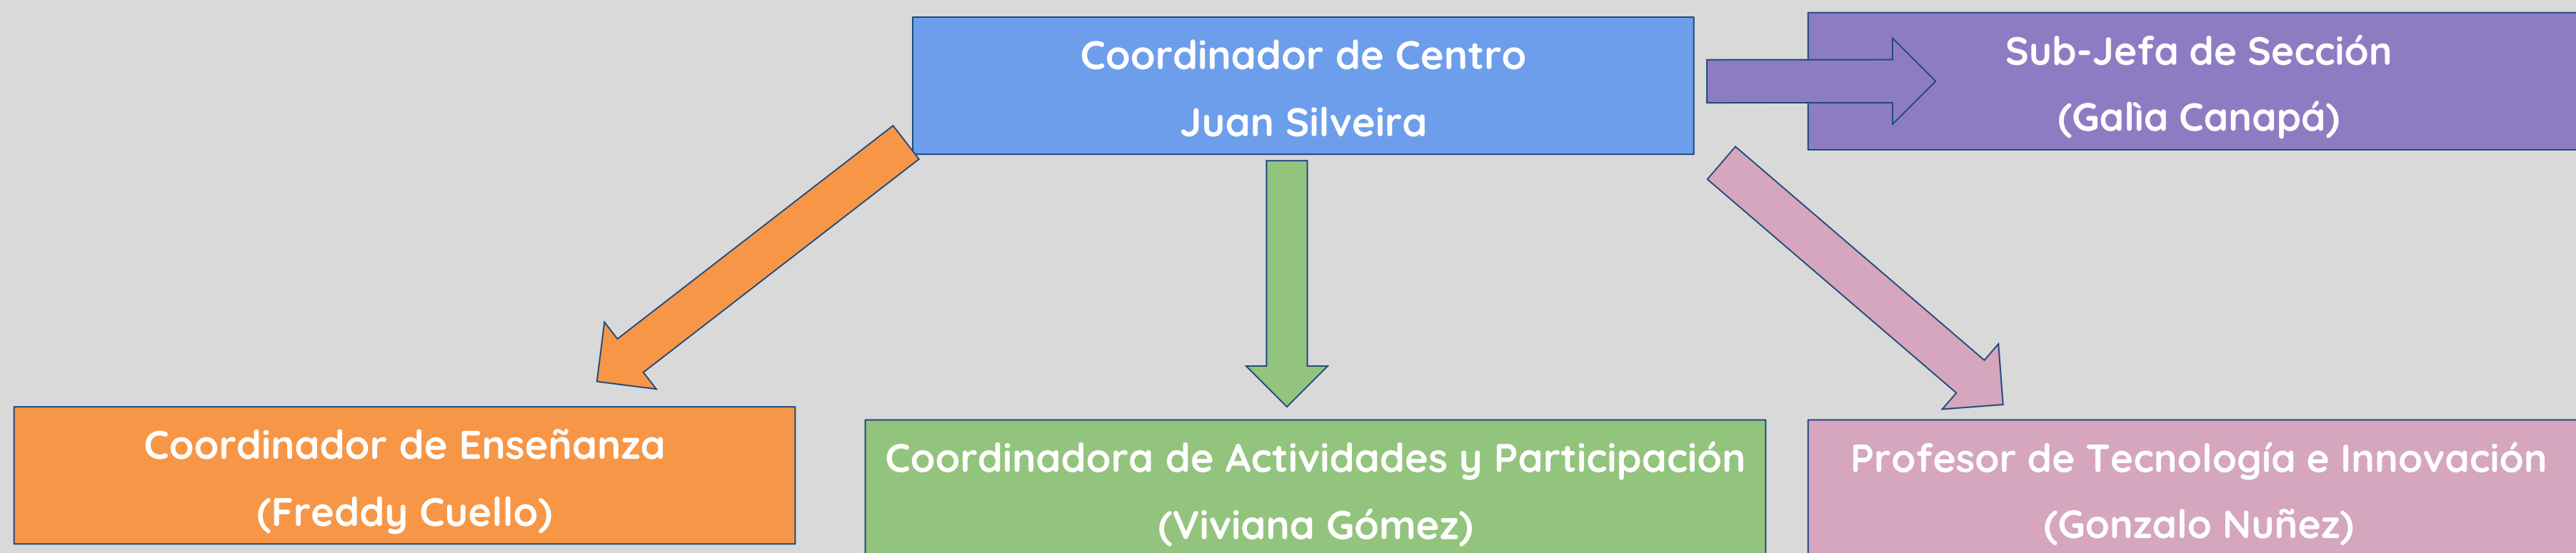 Coordinador de Centro
Juan Silveira
Sub-Jefa de Sección
(Galìa Canapá)
Coordinador de Enseñanza
(Freddy Cuello)
Coordinadora de Actividades y Participación
(Viviana Gómez)
Profesor de Tecnología e Innovación
(Gonzalo Nuñez)